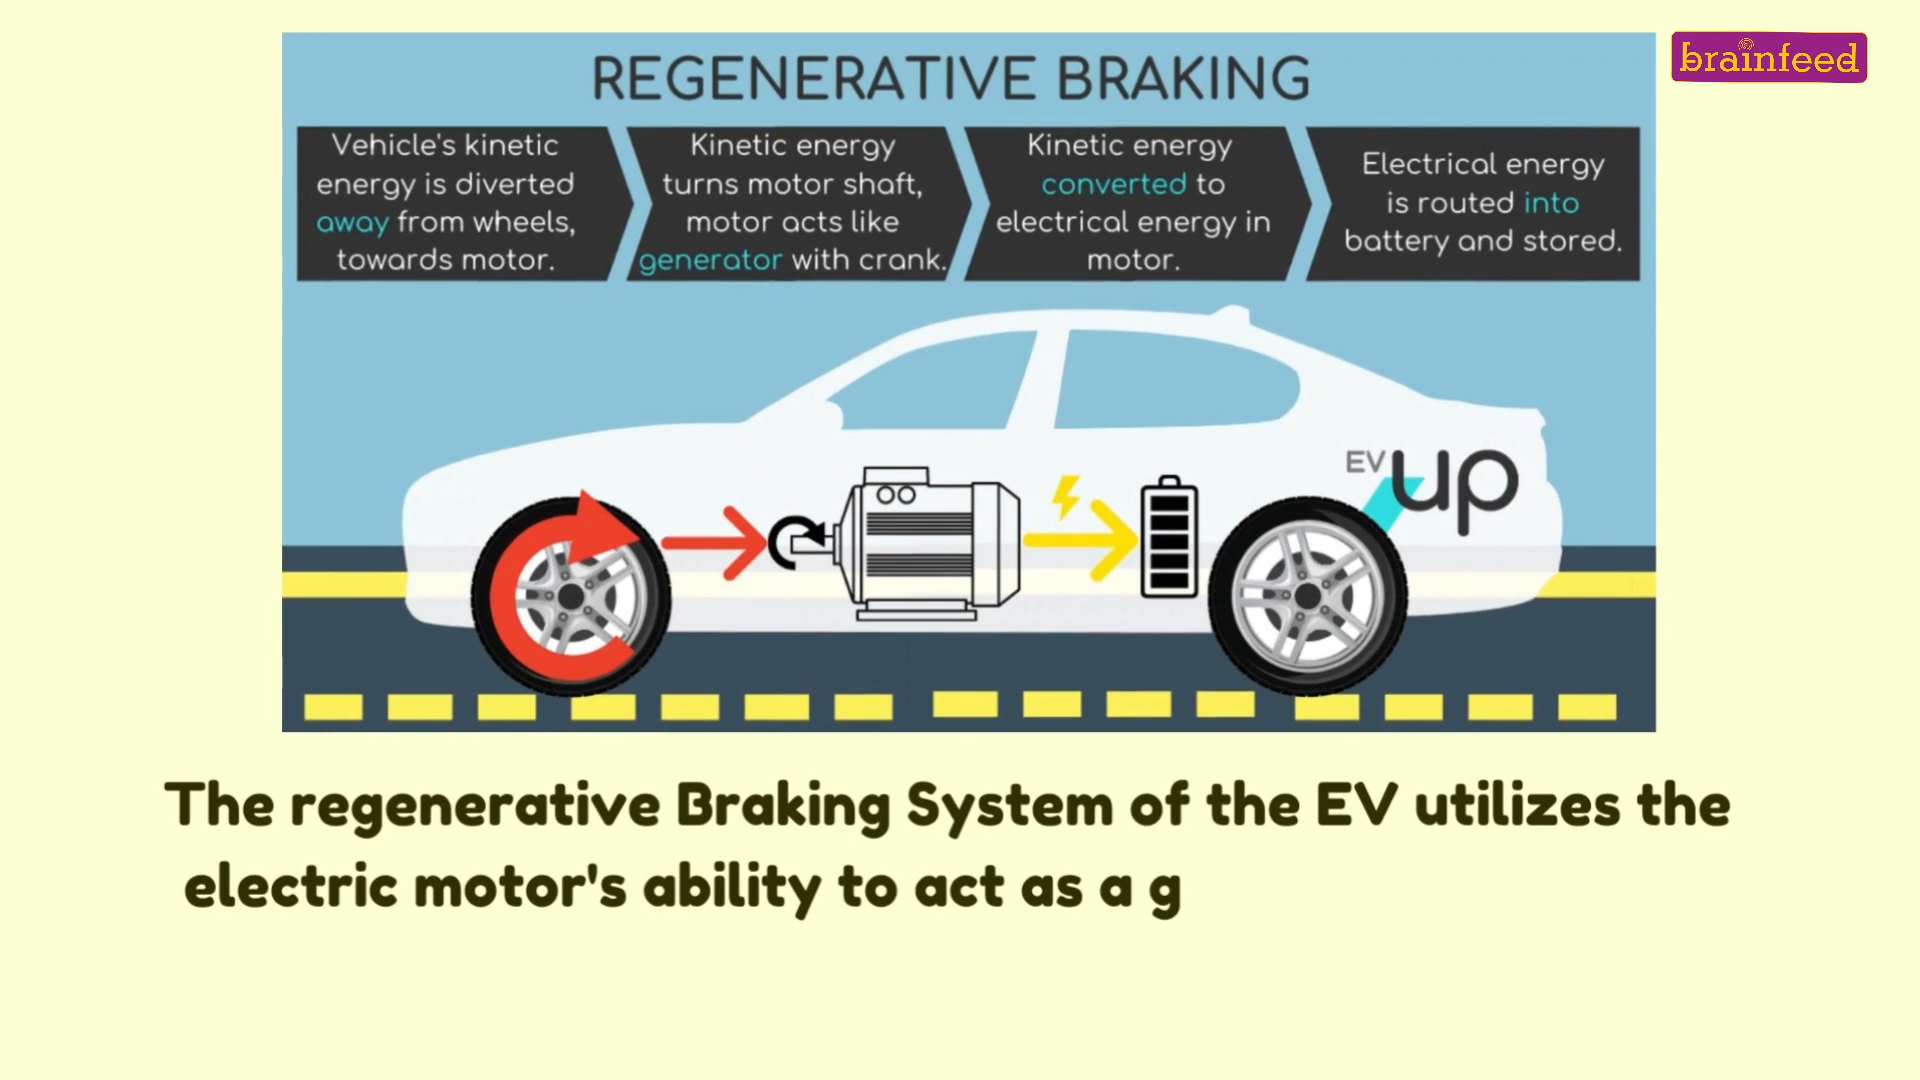 brainfeed
REGENERATIVE BRAKING
Vehicle's kinetic
energy is diverted
away from wheels,
towards motor.
Kinetic energy
turns motor shaft,
motor acts like
generator with crank.
Kinetic energy
converted to
electrical energy in
motor.
Electrical energy
is routed into
battery and stored.
EV up
The regenerative Braking System of the EV utilizes the
electric motor's ability to act as a g